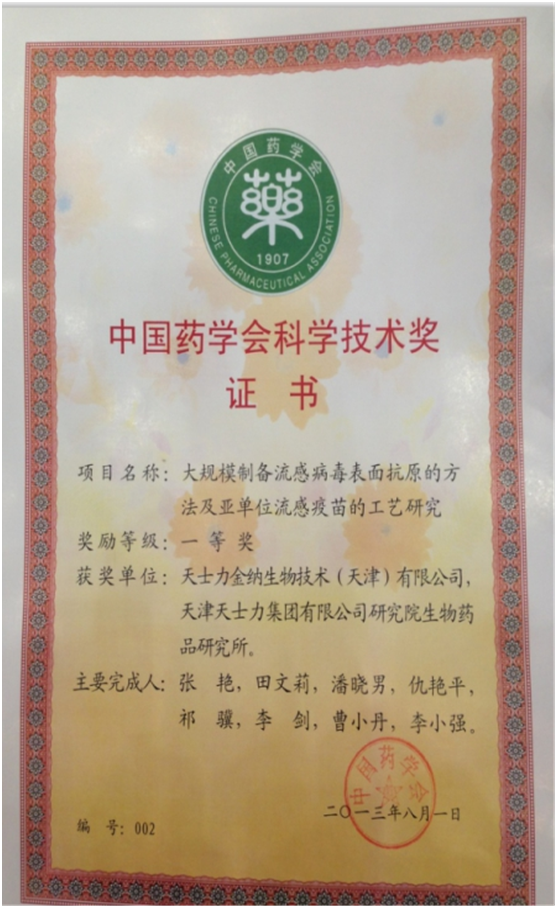 中国药学会
藥
1907
CHINESE PHARMACEUTICAL ASSOCIATION
中国药学会科学技术奖
证 书
项目名称：大规模制备流感病毒表面抗原的方
法及亚单位流感疫苗的工艺研究
奖励等级：一 等 奖
获奖单位：天士力金纳生物技术（天津）有限公司，
天津天士力集团有限公司研究院生物药
品研究所。
主要完成人：张 艳，田文莉，潘晓男，仇艳平，
祁 骥，李 剑，曹小丹，李小强。
中国药学会
二〇一三年八月一日
编 号：002